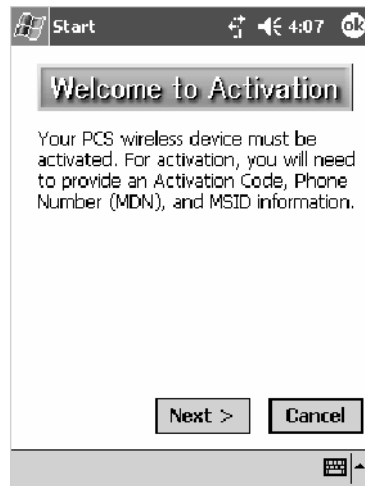 Start 4:07 ok
Welcome to Activation
Your PCS wireless device must be
activated. For activation, you will need
to provide an Activation Code, Phone
Number (MDN), and MSID information.
Next > Cancel